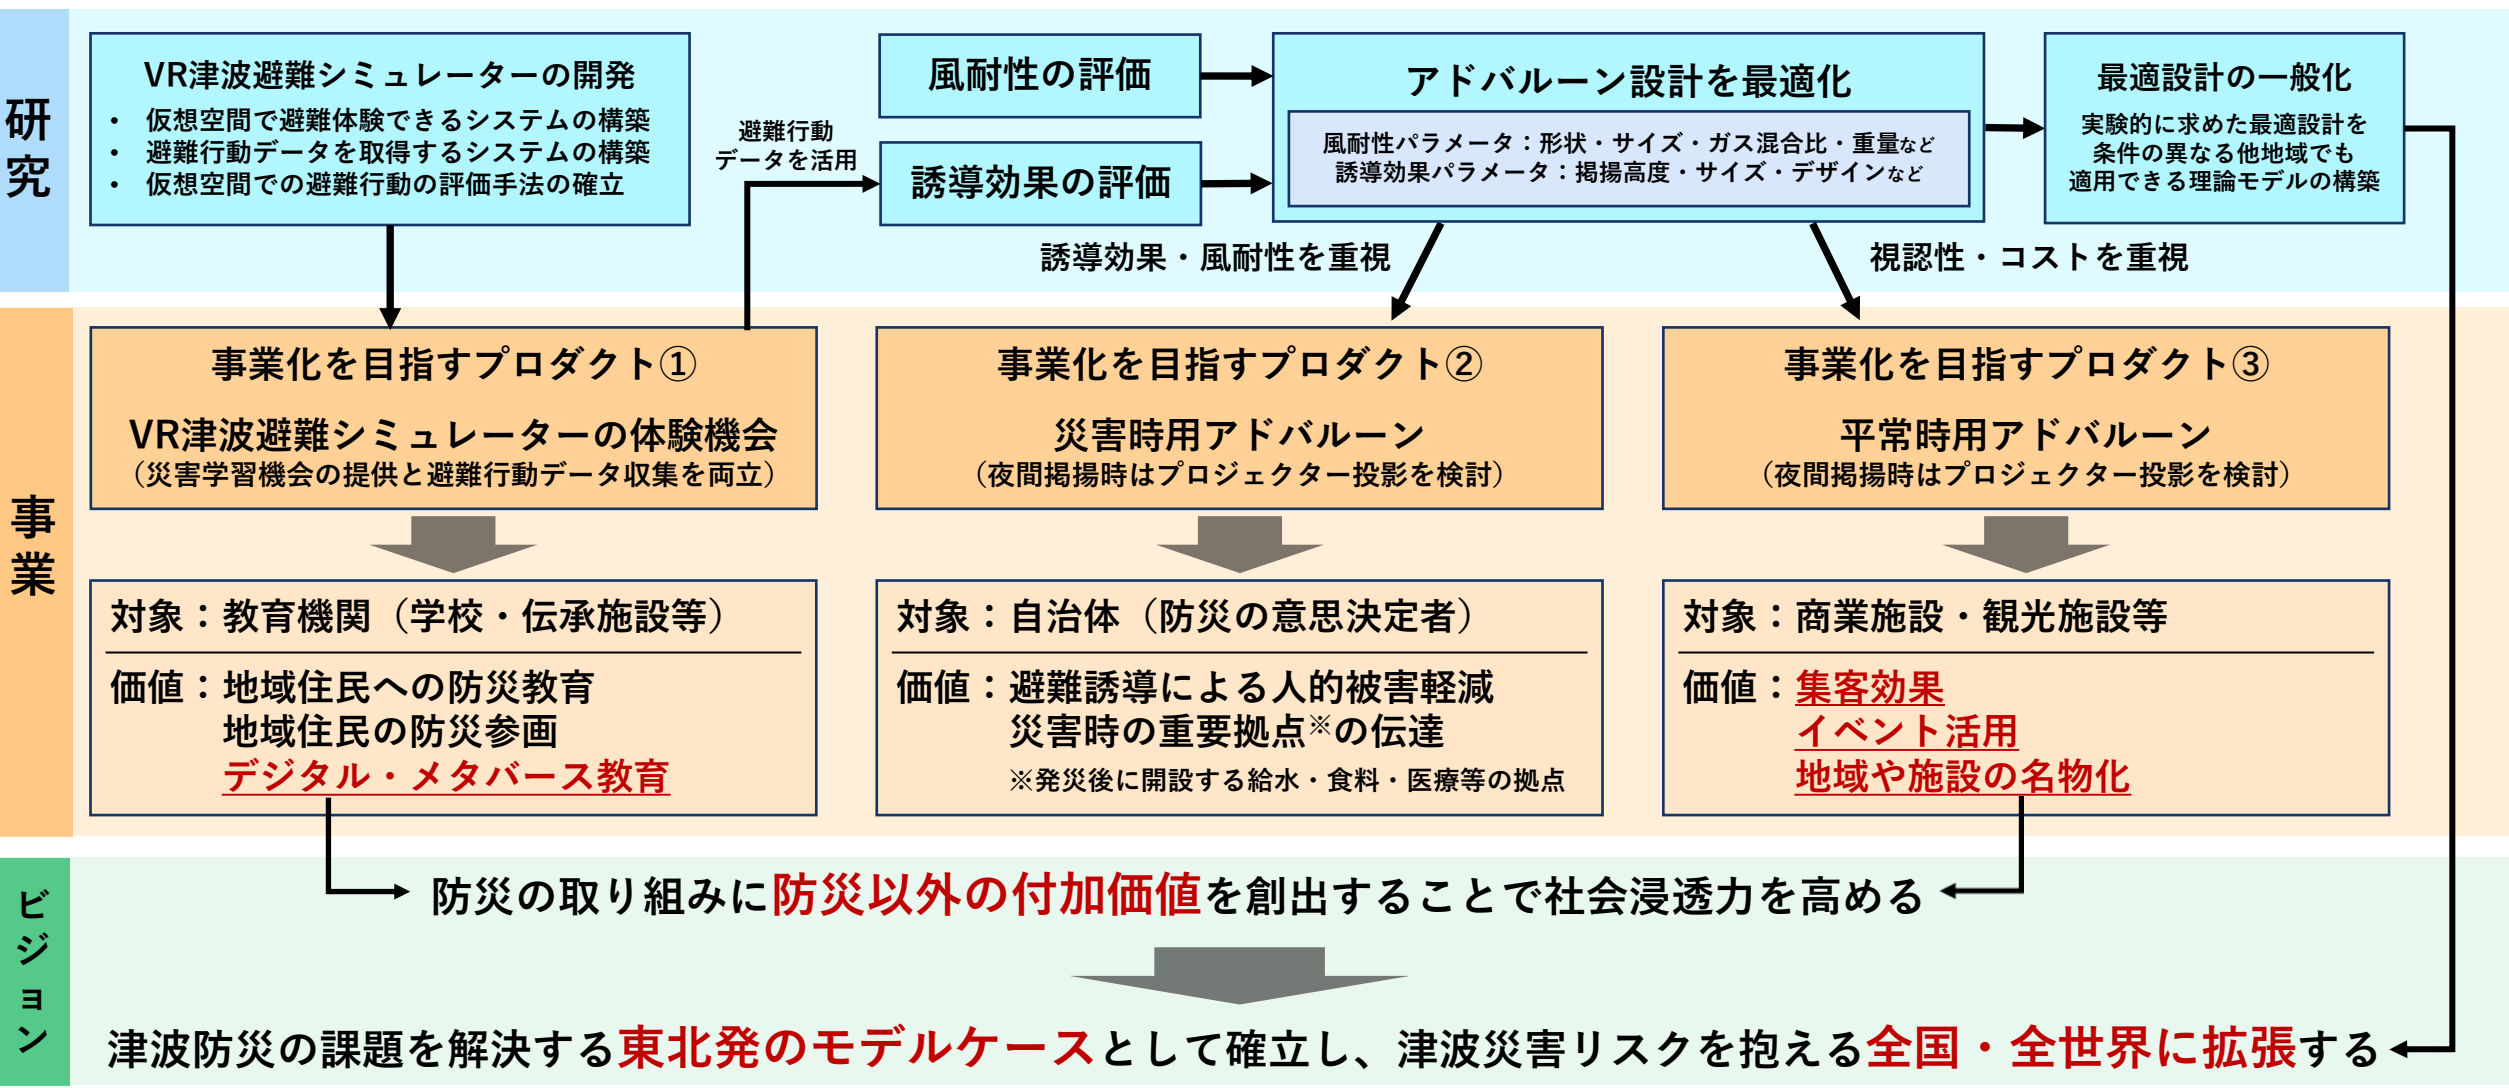 研究
VR津波避難シミュレーターの開発
• 仮想空間で避難体験できるシステムの構築
• 避難行動データを取得するシステムの構築
• 仮想空間での避難行動の評価手法の確立
避難行動
データを活用
風耐性の評価
誘導効果の評価
アドバルーン設計を最適化
風耐性パラメータ：形状・サイズ・ガス混合比・重量など
誘導効果パラメータ：掲揚高度・サイズ・デザインなど
最適設計の一般化
実験的に求めた最適設計を
条件の異なる他地域でも
適用できる理論モデルの構築
誘導効果・風耐性を重視
視認性・コストを重視
事業
事業化を目指すプロダクト①
VR津波避難シミュレーターの体験機会
（災害学習機会の提供と避難行動データ収集を両立）
対象：教育機関（学校・伝承施設等）
価値：地域住民への防災教育
地域住民の防災参画
デジタル・メタバース教育
事業化を目指すプロダクト②
災害時用アドバルーン
（夜間掲揚時はプロジェクター投影を検討）
対象：自治体（防災の意思決定者）
価値：避難誘導による人的被害軽減
災害時の重要拠点※の伝達
※発災後に開設する給水・食料・医療等の拠点
事業化を目指すプロダクト③
平常時用アドバルーン
（夜間掲揚時はプロジェクター投影を検討）
対象：商業施設・観光施設等
価値：集客効果
イベント活用
地域や施設の名物化
ビジョン
防災の取り組みに防災以外の付加価値を創出することで社会浸透力を高める
津波防災の課題を解決する東北発のモデルケースとして確立し、津波災害リスクを抱える全国・全世界に拡張する